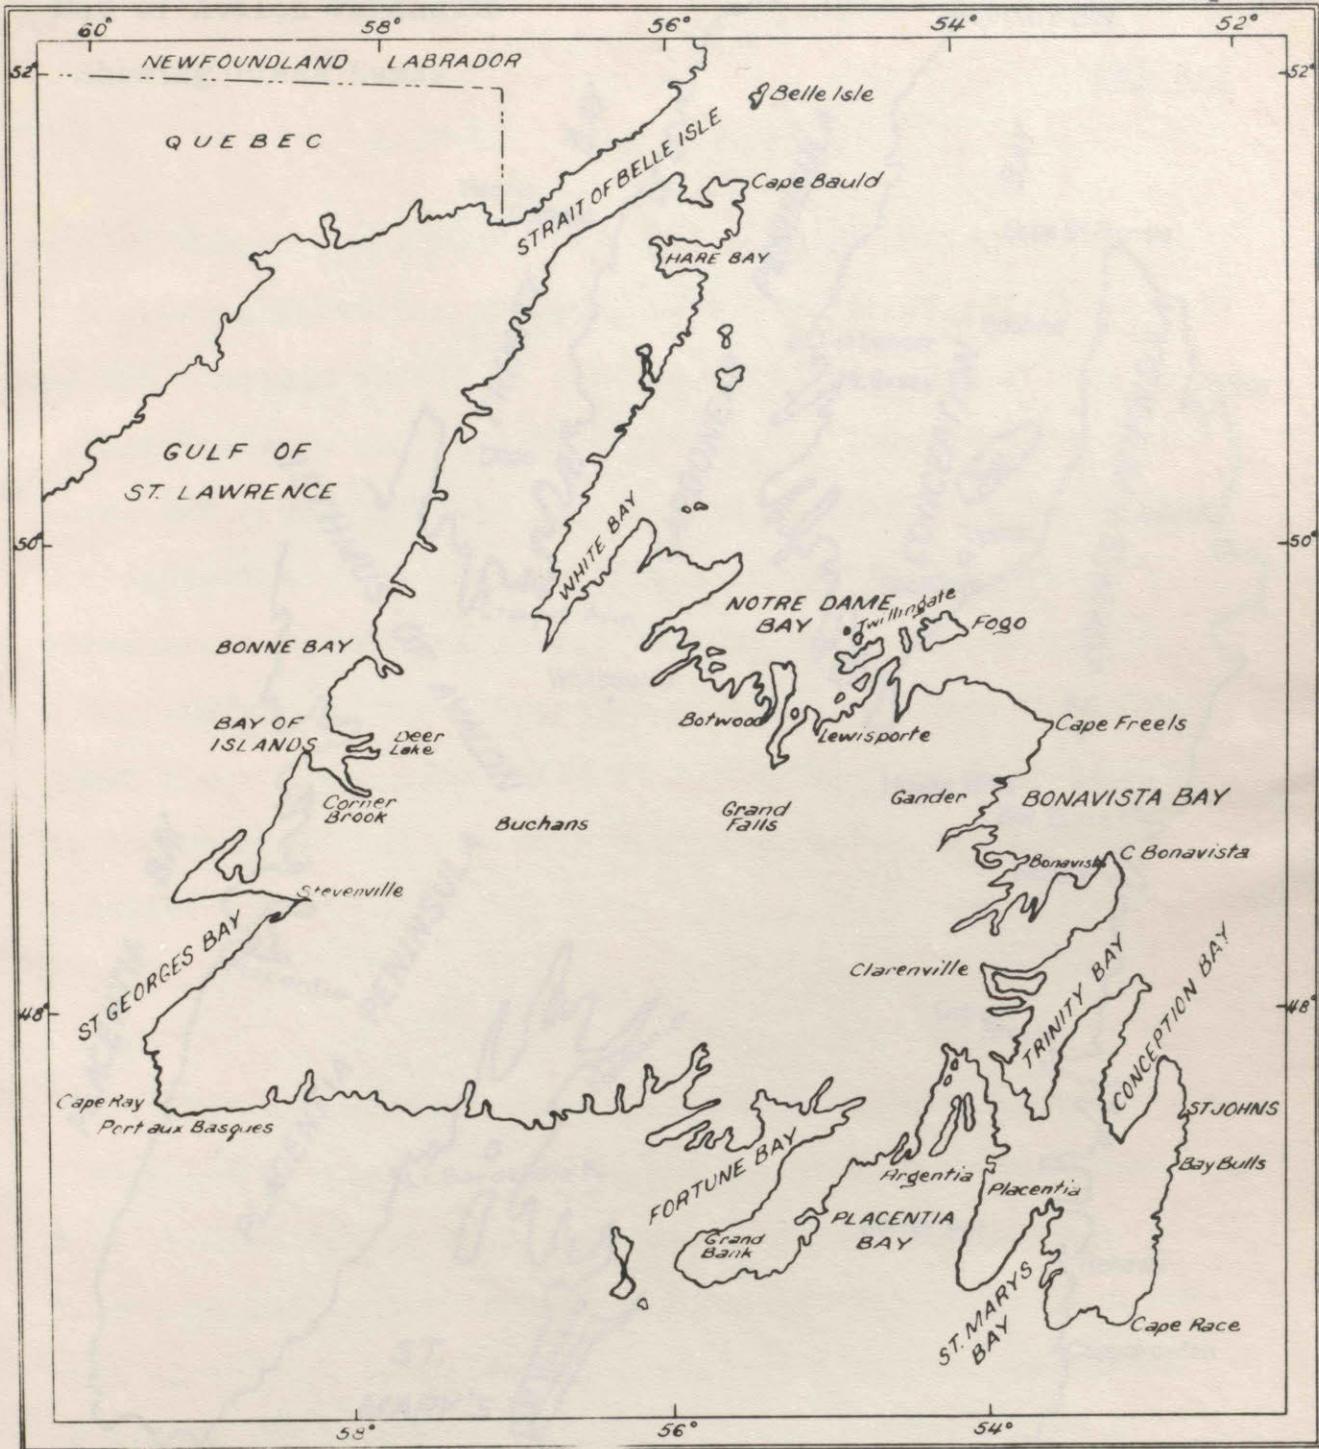 60° 58° 56° 54° 52°
52° 52°
NEWFOUNDLAND LABRADOR
QUEBEC
Belle Isle
STRAIT OF BELLE ISLE
Cape Bauld
HARE BAY
GULF OF
ST. LAWRENCE
50° 50°
WHITE BAY
NOTRE DAME
BAY
Twillingate
Fogo
BONNE BAY
BAY OF
ISLANDS
Deer
Lake
Botwood
Lewisporte
Cape Freels
Corner
Brook
Buchans
Grand
Falls
Gander
BONAVISTA BAY
Bonavista
C Bonavista
Stevenville
ST GEORGES BAY
Clarenville
TRINITY BAY
CONCEPTION BAY
48° 48°
Cape Ray
Port aux Basques
ST JOHNS
FORTUNE BAY
Argentia
Placentia
Bay Bulls
Grand
Bank
PLACENTIA
BAY
ST. MARYS
BAY
Cape Race
58° 56° 54°